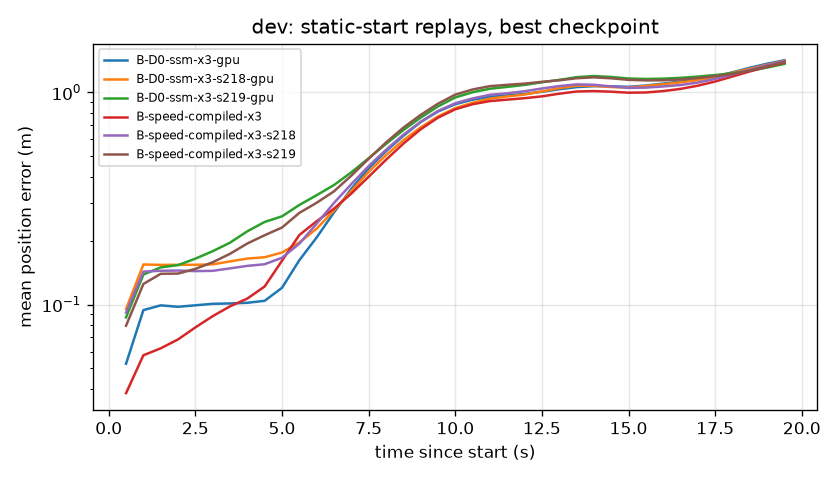 dev: static-start replays, best checkpoint
B-D0-ssm-x3-gpu
B-D0-ssm-x3-s218-gpu
B-D0-ssm-x3-s219-gpu
B-speed-compiled-x3
B-speed-compiled-x3-s218
B-speed-compiled-x3-s219
mean position error (m)
10⁰
10⁻¹
0.0 2.5 5.0 7.5 10.0 12.5 15.0 17.5 20.0
time since start (s)